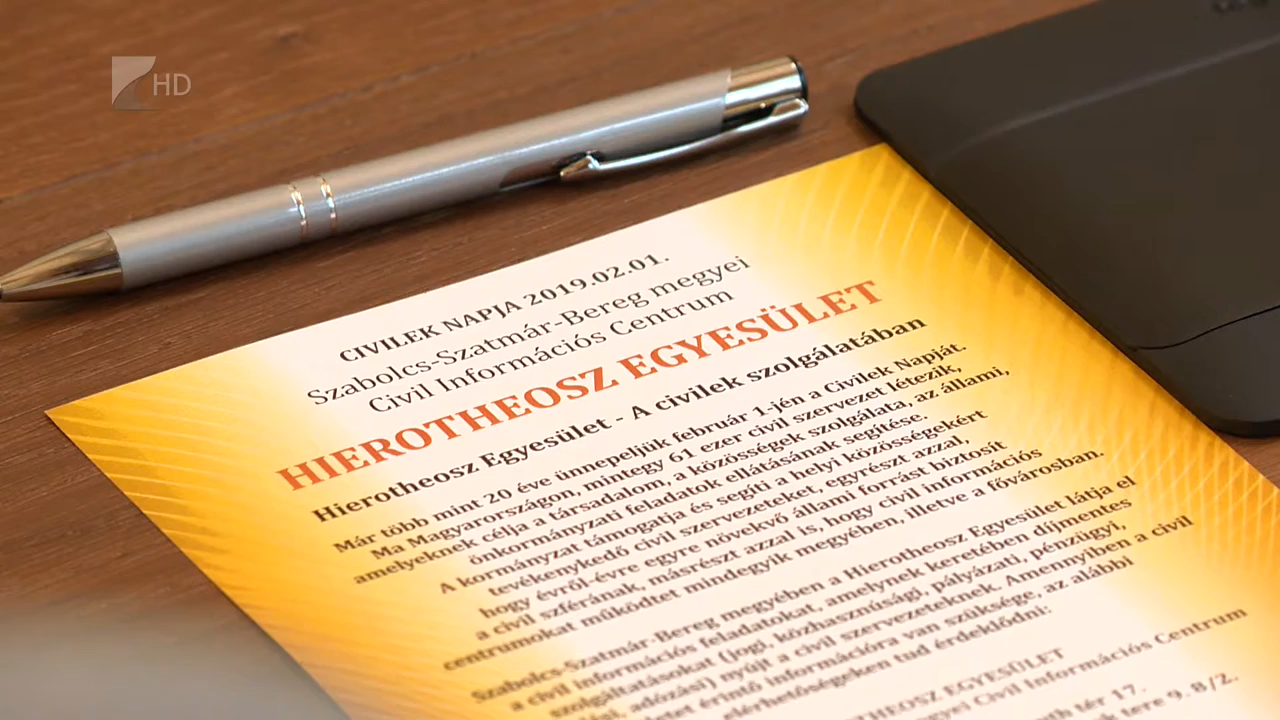 HD
CIVILEK NAPJA 2019.02.01.
Szabolcs-Szatmár-Bereg megyei
Civil Információs Centrum
HIEROTHEOSZ EGYESÜLET
Hierotheosz Egyesület - A civilek szolgálatában
Már több mint 20 éve ünnepeljük február 1-jén a Civilek Napját.
Ma Magyarországon, mintegy 61 ezer civil szervezet létezik,
amelyeknek célja a társadalom, a közösségek szolgálata, az állami,
önkormányzati feladatok ellátásának segítése.
A kormányzat támogatja és segíti a helyi közösségekért
tevékenykedő civil szervezeteket, egyrészt azzal,
hogy évről-évre egyre növekvő állami forrást biztosít
a civil szférának, másrészt azzal is, hogy civil információs
centrumokat működtet mindegyik megyében, illetve a fővárosban.
Szabolcs-Szatmár-Bereg megyében a Hierotheosz Egyesület látja el
a civil információs feladatokat, amelynek keretében díjmentes
szolgáltatásokat (jogi, közhasznúsági, pályázati, pénzügyi,
adózási) nyújt a civil szervezeteknek. Amennyiben a civil
érintő információra van szüksége, az alábbi
elérhetőségeken tud érdeklődni:
EGYESÜLET
Civil Információs Centrum
tér 17.
tere 9. B/2.